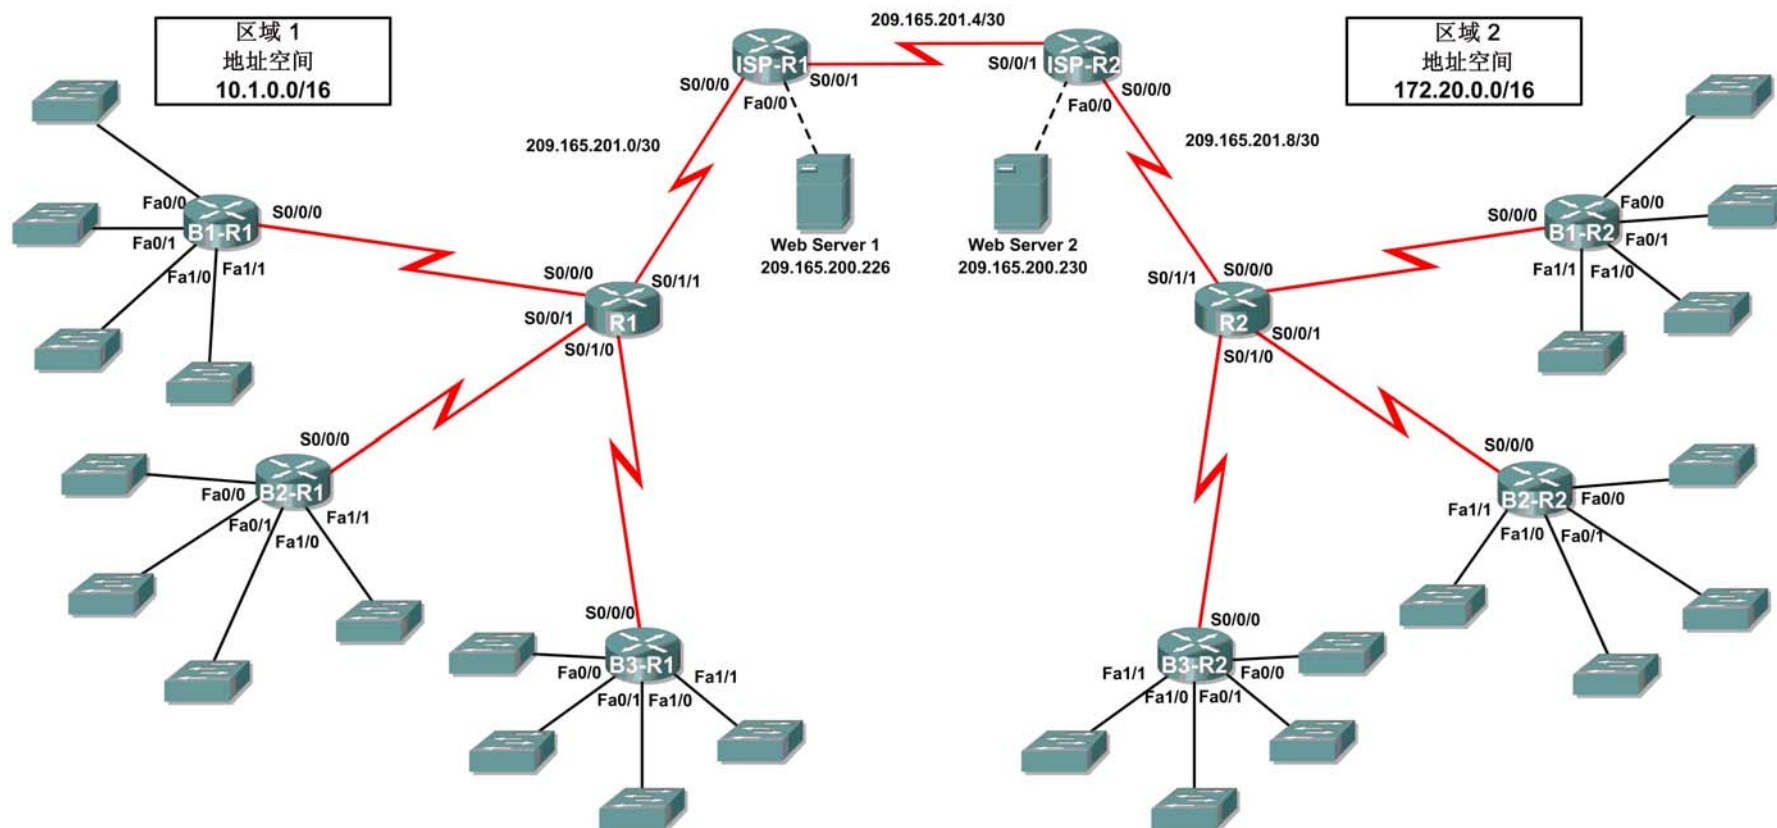 区域 1
地址空间
10.1.0.0/16
209.165.201.4/30
区域 2
地址空间
172.20.0.0/16
ISP-R1
S0/0/0
S0/0/1
Fa0/0
ISP-R2
S0/0/1
S0/0/0
Fa0/0
209.165.201.0/30
209.165.201.8/30
Web Server 1
209.165.200.226
Web Server 2
209.165.200.230
B1-R1
Fa0/0
S0/0/0
Fa0/1
Fa1/0
Fa1/1
R1
S0/0/0
S0/1/1
S0/0/1
S0/1/0
R2
S0/1/1
S0/0/0
S0/0/1
S0/1/0
B1-R2
S0/0/0
Fa0/0
Fa0/1
Fa1/1
Fa1/0
B2-R1
S0/0/0
Fa0/0
Fa0/1
Fa1/1
Fa1/0
B2-R2
S0/0/0
Fa0/0
Fa1/1
Fa1/0
Fa0/1
B3-R1
S0/0/0
Fa0/0
Fa1/1
Fa0/1
Fa1/0
B3-R2
S0/0/0
Fa1/1
Fa0/0
Fa1/0
Fa0/1